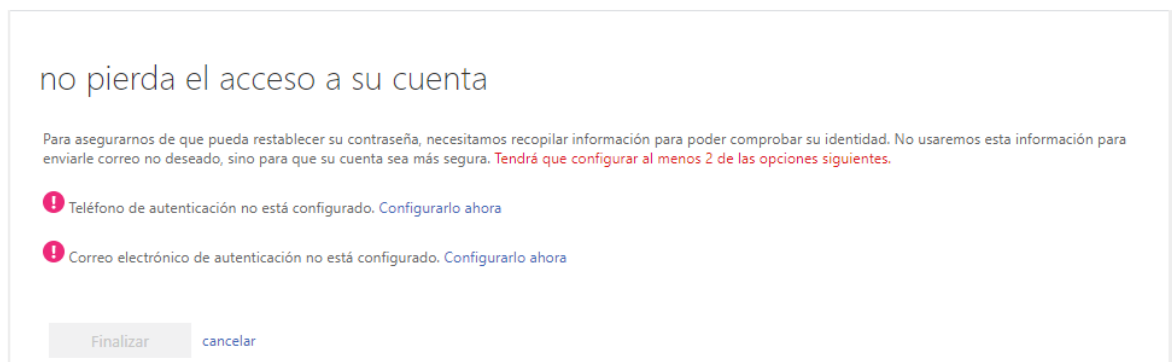 no pierda el acceso a su cuenta
Para asegurarnos de que pueda restablecer su contraseña, necesitamos recopilar información para poder comprobar su identidad. No usaremos esta información para
enviarle correo no deseado, sino para que su cuenta sea más segura. Tendrá que configurar al menos 2 de las opciones siguientes.
Teléfono de autenticación no está configurado. Configurarlo ahora
Correo electrónico de autenticación no está configurado. Configurarlo ahora
Finalizar cancelar